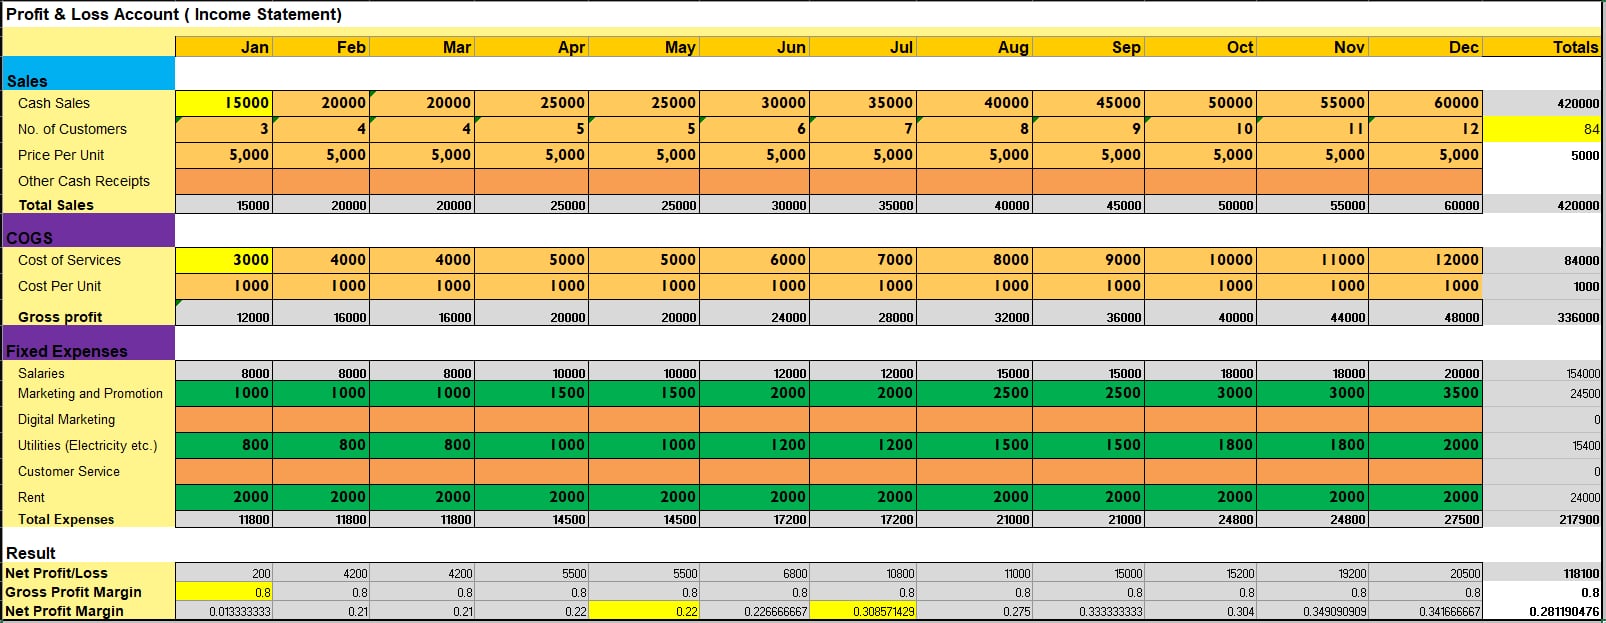 Profit & Loss Account ( Income Statement)
Jan Feb Mar Apr May Jun Jul Aug Sep Oct Nov Dec Totals
Sales
Cash Sales 15000 20000 20000 25000 25000 30000 35000 40000 45000 50000 55000 60000 420000
No. of Customers 3 4 4 5 5 6 7 8 9 10 11 12 84
Price Per Unit 5,000 5,000 5,000 5,000 5,000 5,000 5,000 5,000 5,000 5,000 5,000 5,000 5000
Other Cash Receipts
Total Sales 15000 20000 20000 25000 25000 30000 35000 40000 45000 50000 55000 60000 420000
COGS
Cost of Services 3000 4000 4000 5000 5000 6000 7000 8000 9000 10000 11000 12000 84000
Cost Per Unit 1000 1000 1000 1000 1000 1000 1000 1000 1000 1000 1000 1000 1000
Gross profit 12000 16000 16000 20000 20000 24000 28000 32000 36000 40000 44000 48000 336000
Fixed Expenses
Salaries 8000 8000 8000 10000 10000 12000 12000 15000 15000 18000 18000 20000 154000
Marketing and Promotion 1000 1000 1000 1500 1500 2000 2000 2500 2500 3000 3000 3500 24500
Digital Marketing 0
Utilities (Electricity etc.) 800 800 800 1000 1000 1200 1200 1500 1500 1800 1800 2000 15400
Customer Service 0
Rent 2000 2000 2000 2000 2000 2000 2000 2000 2000 2000 2000 2000 24000
Total Expenses 11800 11800 11800 14500 14500 17200 17200 21000 21000 24800 24800 27500 217900
Result
Net Profit/Loss 200 4200 4200 5500 5500 6800 10800 11000 15000 15200 19200 20500 118100
Gross Profit Margin 0.8 0.8 0.8 0.8 0.8 0.8 0.8 0.8 0.8 0.8 0.8 0.8 0.8
Net Profit Margin 0.013333333 0.21 0.21 0.22 0.22 0.226666667 0.308571429 0.275 0.333333333 0.304 0.349090909 0.341666667 0.281190476